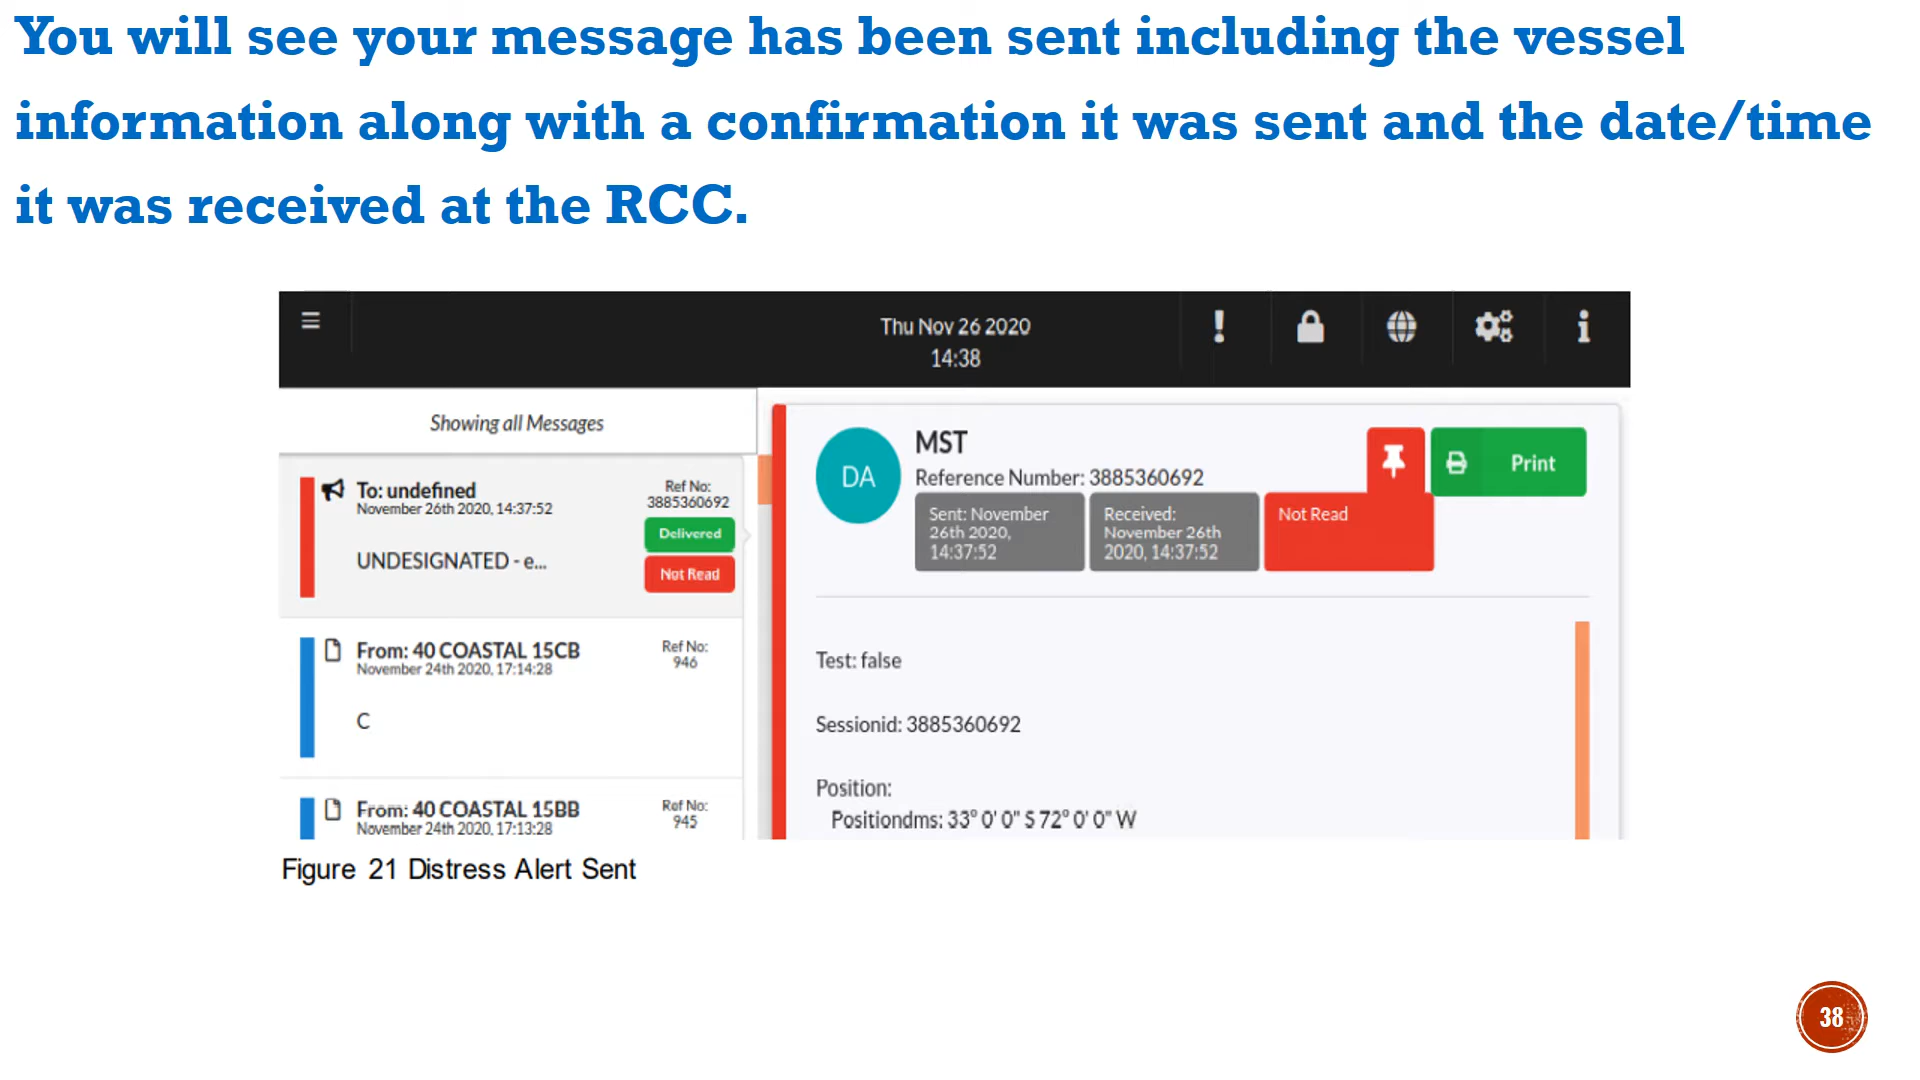 You will see your message has been sent including the vessel
information along with a confirmation it was sent and the date/time
it was received at the RCC.
Thu Nov 26 2020
14:38
Showing all Messages
To: undefined
November 26th 2020, 14:37:52
UNDESIGNATED - e...
Ref No:
3885360692
Delivered
Not Read
From: 40 COASTAL 15CB
November 24th 2020, 17:14:28
C
Ref No:
946
From: 40 COASTAL 15BB
November 24th 2020, 17:13:28
Ref No:
945
DA
MST
Reference Number: 3885360692
Sent: November
26th 2020,
14:37:52
Received:
November 26th
2020, 14:37:52
Not Read
Print
Test: false
Sessionid: 3885360692
Position:
Positiondms: 33° 0' 0" S 72° 0' 0" W
Figure 21 Distress Alert Sent
38